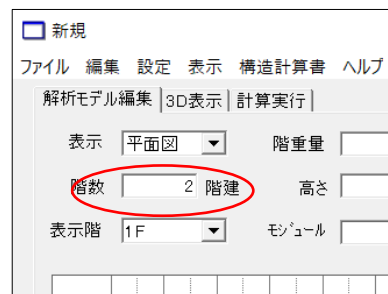 新規
ファイル 編集 設定 表示 構造計算書 ヘルプ
解析モデル編集 3D表示 計算実行
表示 平面図 階重量
階数 2 階建 高さ
表示階 1F ﾓｼﾞｭｰﾙ